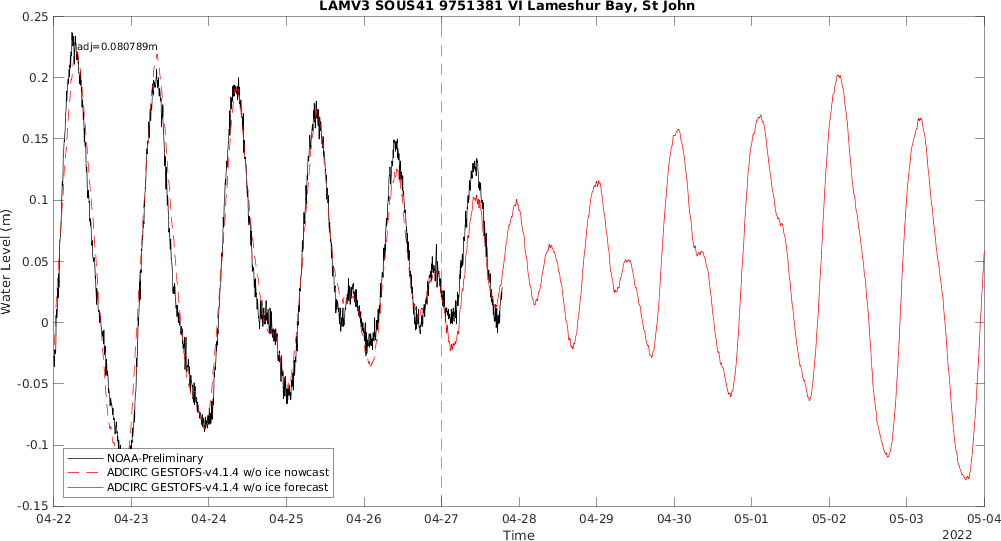 LAMV3 SOUS41 9751381 VI Lameshur Bay, St John
adj=0.080789m
0.25
0.2
0.15
0.1
0.05
0
-0.05
-0.1
-0.15
Water Level (m)
NOAA-Preliminary
ADCIRC GESTOFS-v4.1.4 w/o ice nowcast
ADCIRC GESTOFS-v4.1.4 w/o ice forecast
04-22 04-23 04-24 04-25 04-26 04-27 04-28 04-29 04-30 05-01 05-02 05-03 05-04
Time
2022